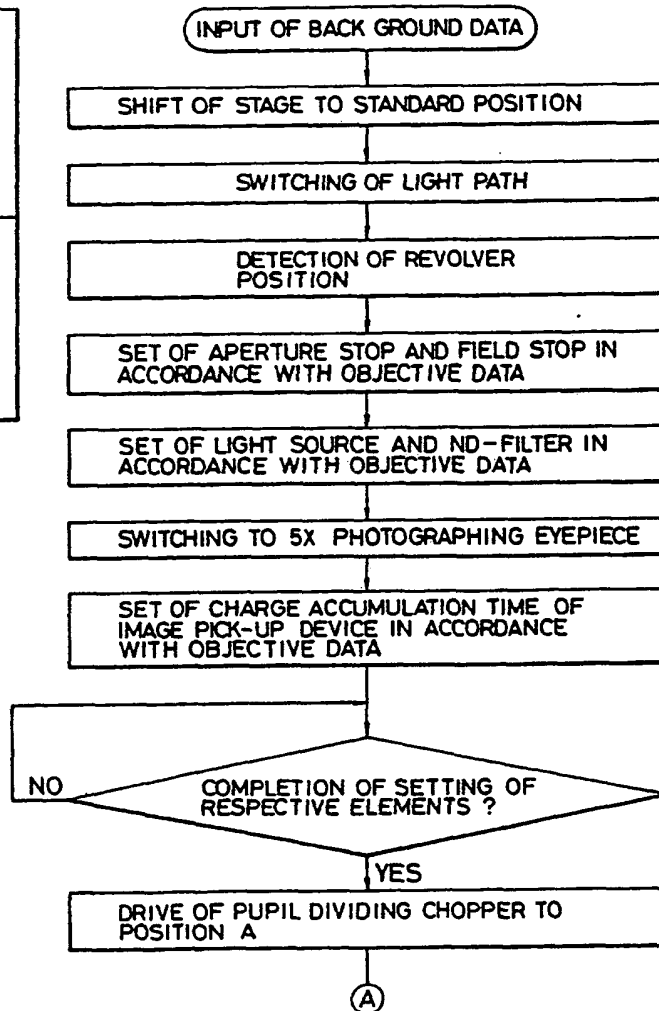 INPUT OF BACK GROUND DATA
SHIFT OF STAGE TO STANDARD POSITION
SWITCHING OF LIGHT PATH
DETECTION OF REVOLVER
POSITION
SET OF APERTURE STOP AND FIELD STOP IN
ACCORDANCE WITH OBJECTIVE DATA
SET OF LIGHT SOURCE AND ND-FILTER IN
ACCORDANCE WITH OBJECTIVE DATA
SWITCHING TO 5X PHOTOGRAPHING EYEPIECE
SET OF CHARGE ACCUMULATION TIME OF
IMAGE PICK-UP DEVICE IN ACCORDANCE
WITH OBJECTIVE DATA
NO
COMPLETION OF SETTING OF
RESPECTIVE ELEMENTS ?
YES
DRIVE OF PUPIL DIVIDING CHOPPER TO
POSITION A
A